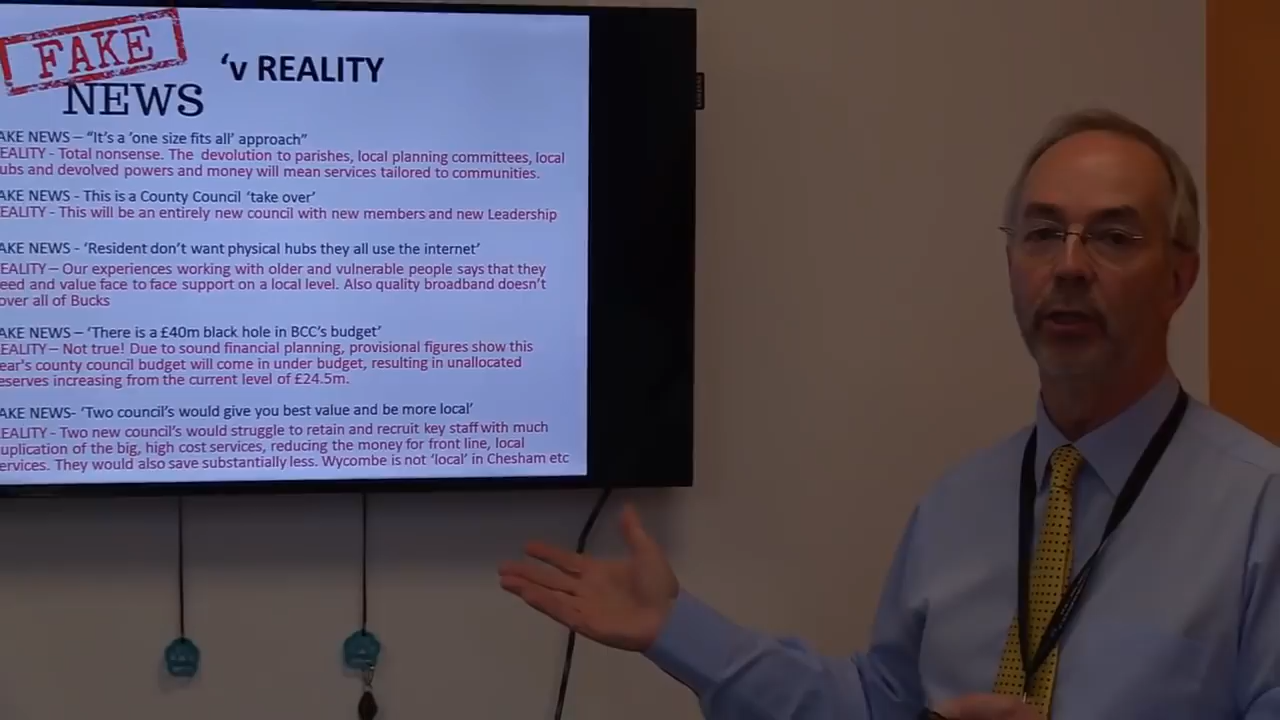 FAKE
NEWS
‘v REALITY
AKE NEWS – “It’s a ‘one size fits all’ approach”
EALITY - Total nonsense. The devolution to parishes, local planning committees, local
ubs and devolved powers and money will mean services tailored to communities.
AKE NEWS - This is a County Council ‘take over’
EALITY - This will be an entirely new council with new members and new Leadership
AKE NEWS - ‘Resident don’t want physical hubs they all use the internet’
EALITY – Our experiences working with older and vulnerable people says that they
eed and value face to face support on a local level. Also quality broadband doesn’t
over all of Bucks
AKE NEWS – ‘There is a £40m black hole in BCC’s budget’
EALITY – Not true! Due to sound financial planning, provisional figures show this
ear’s county council budget will come in under budget, resulting in unallocated
eserves increasing from the current level of £24.5m.
AKE NEWS- ‘Two council’s would give you best value and be more local’
EALITY - Two new council’s would struggle to retain and recruit key staff with much
uplication of the big, high cost services, reducing the money for front line, local
ervices. They would also save substantially less. Wycombe is not ‘local’ in Chesham etc